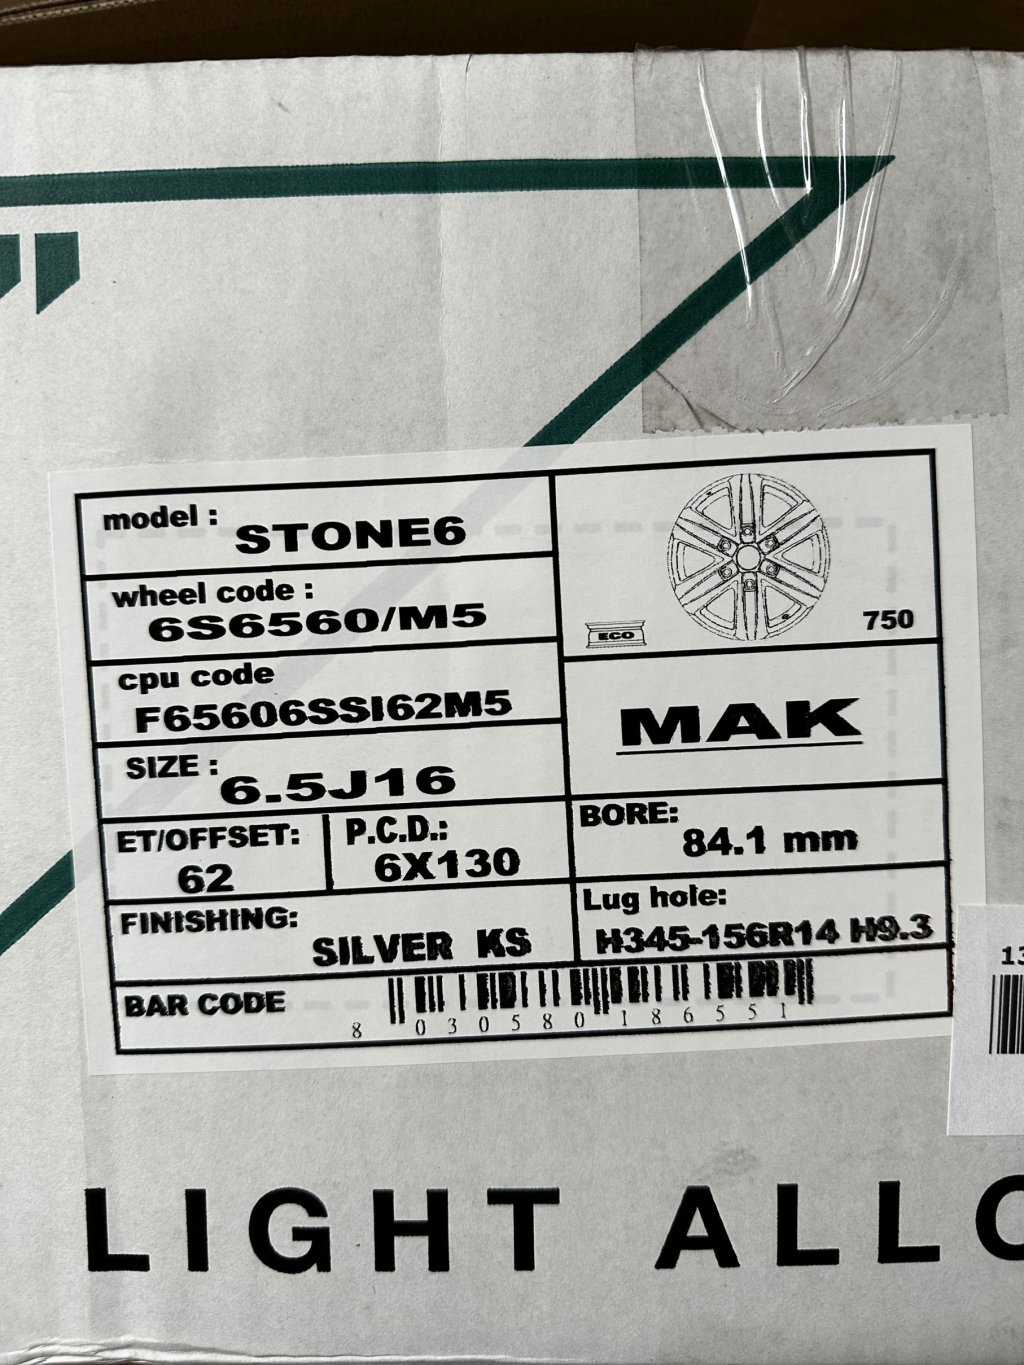 model :
STONE6
wheel code :
6S6560/M5
cpu code
F65606SSI62M5
SIZE :
6.5J16
ET/OFFSET:
62
P.C.D.:
6X130
FINISHING:
SILVER KS
BAR CODE
8 030580 186551
ECO
750
MAK
BORE:
84.1 mm
Lug hole:
H345-156R14 H9.3
13
LIGHT ALLO